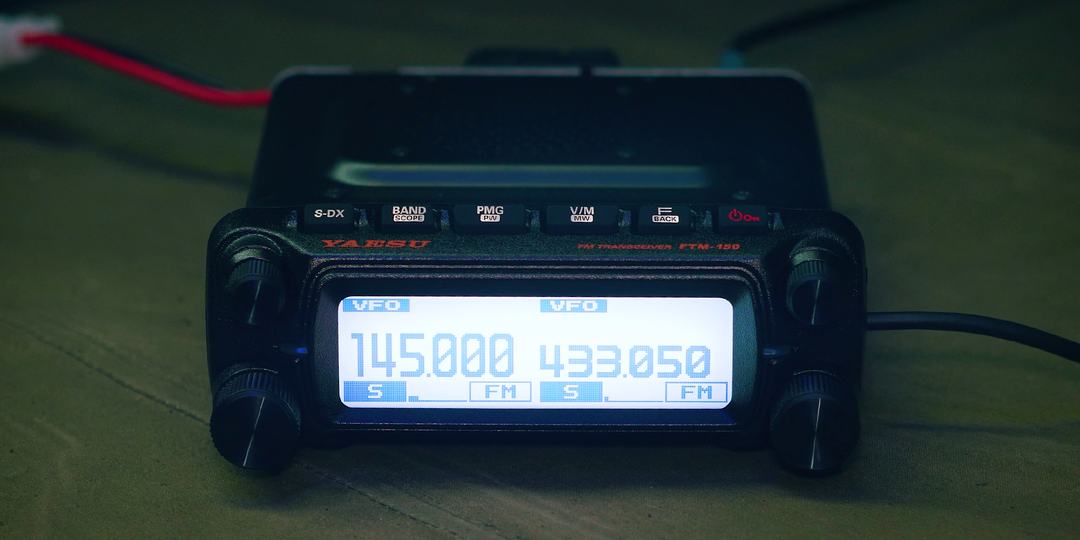 S-DX
BAND
SCOPE
PMG
PW
V/M
MW
F
BACK
ON
YAESU
FM TRANSCEIVER FTM-150
VFO
VFO
145.000
433.050
S
FM
S
FM